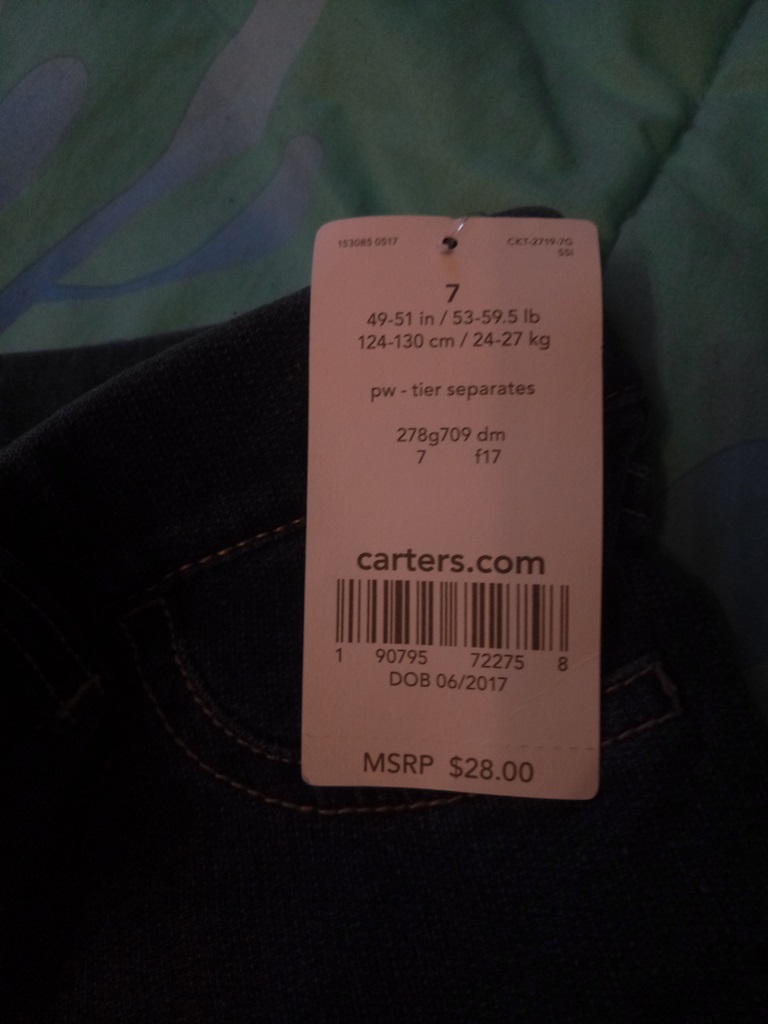 153085 0517
CKT-2719-7G
SSI
7
49-51 in / 53-59.5 lb
124-130 cm / 24-27 kg
pw - tier separates
278g709 dm
7 f17
carters.com
1 90795 72275 8
DOB 06/2017
MSRP $28.00